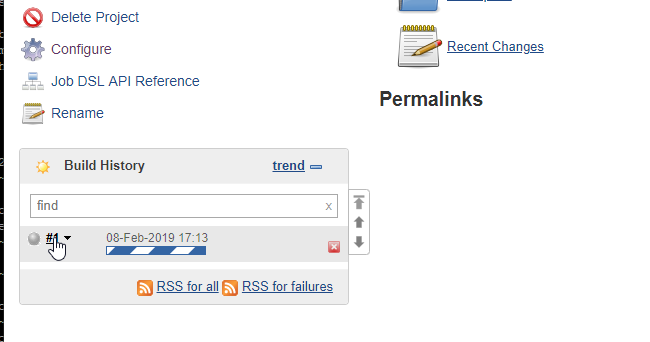 Delete Project
Configure
Job DSL API Reference
Rename
Build History trend
find x
#1 08-Feb-2019 17:13
RSS for all RSS for failures
Recent Changes
Permalinks